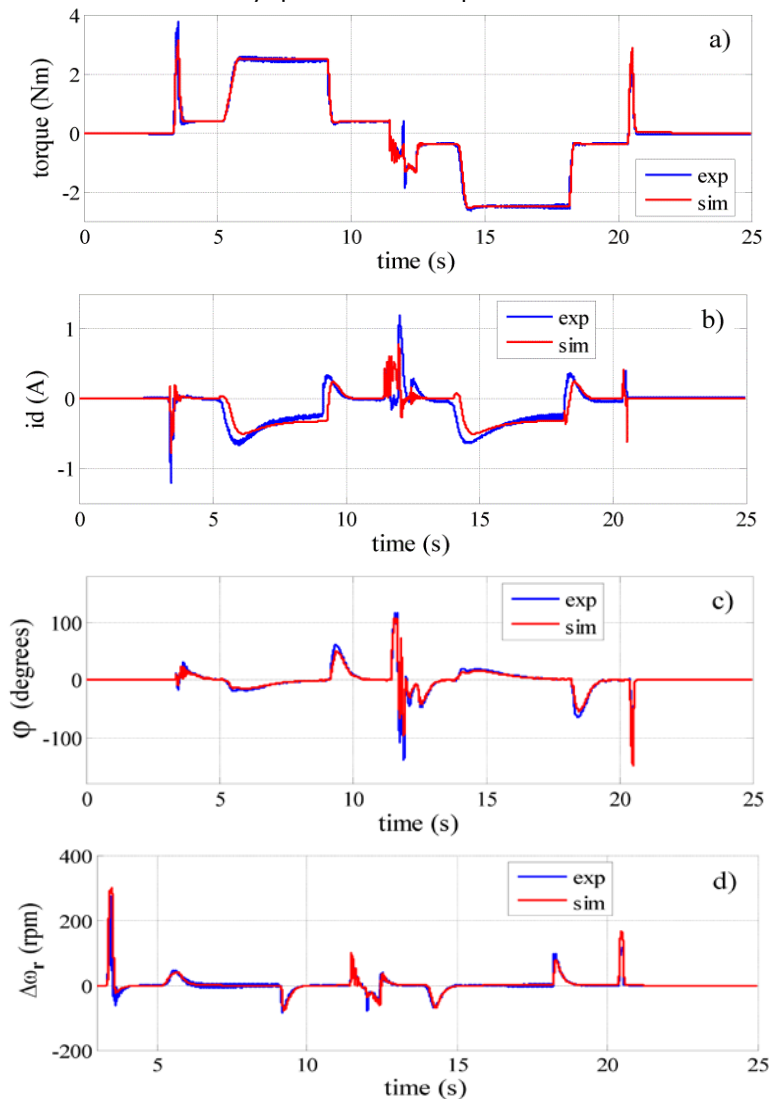 4
2
0
-2
torque (Nm)
a)
exp
sim
0
5
10
15
20
25
time (s)
1
0
-1
id (A)
b)
exp
sim
0
5
10
15
20
25
time (s)
100
0
-100
φ (degrees)
c)
exp
sim
0
5
10
15
20
25
time (s)
400
200
0
-200
Δωr (rpm)
d)
exp
sim
5
10
15
20
25
time (s)